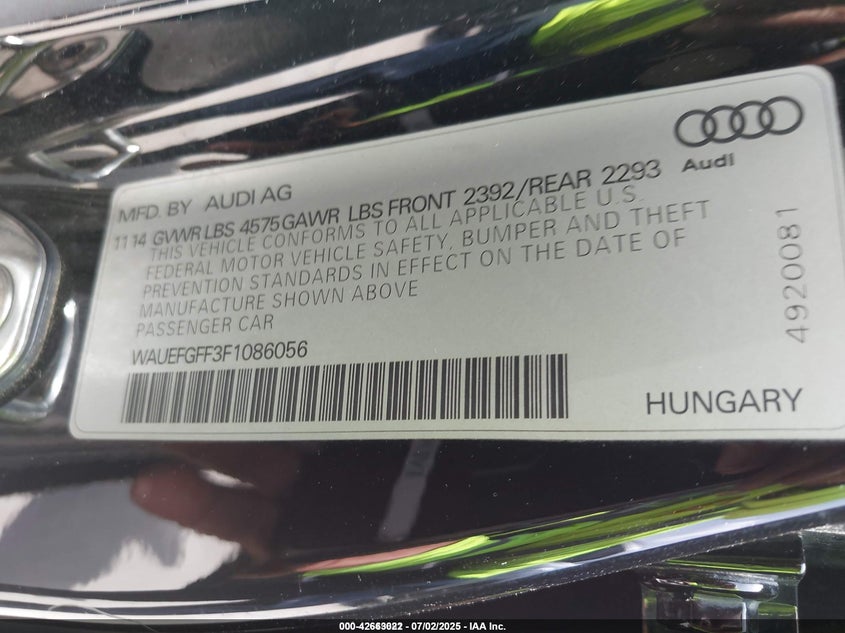 Audi
MFD. BY AUDI AG
11 14 GVWR LBS 4575 GAWR LBS FRONT 2392/REAR 2293
THIS VEHICLE CONFORMS TO ALL APPLICABLE U.S.
FEDERAL MOTOR VEHICLE SAFETY, BUMPER AND THEFT
PREVENTION STANDARDS IN EFFECT ON THE DATE OF
MANUFACTURE SHOWN ABOVE
PASSENGER CAR
WAUEFGFF3F1086056
HUNGARY
4920081
07/02/2025 - IAA Inc.